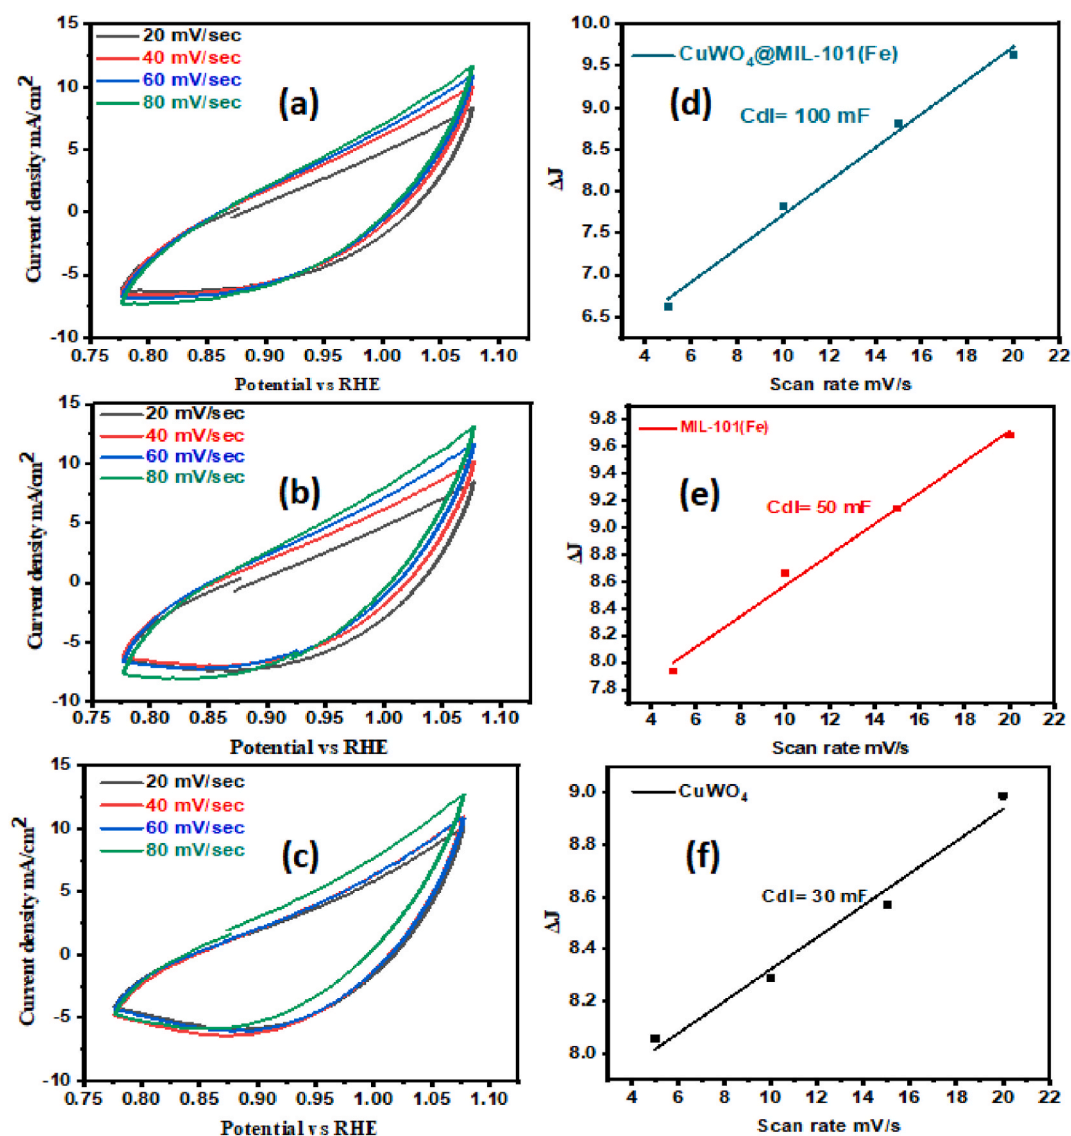 15
10
5
0
-5
-10
Current density mA/cm²
20 mV/sec
40 mV/sec
60 mV/sec
80 mV/sec
(a)
0.75 0.80 0.85 0.90 0.95 1.00 1.05 1.10
Potential vs RHE
10.0
9.5
9.0
8.5
8.0
7.5
7.0
6.5
ΔJ
CuWO₄@MIL-101(Fe)
(d)
Cdl= 100 mF
4 6 8 10 12 14 16 18 20 22
Scan rate mV/s
15
10
5
0
-5
-10
Current density mA/cm²
20 mV/sec
40 mV/sec
60 mV/sec
80 mV/sec
(b)
0.75 0.80 0.85 0.90 0.95 1.00 1.05 1.10
Potential vs RHE
9.8
9.6
9.4
9.2
9.0
8.8
8.6
8.4
8.2
8.0
7.8
ΔJ
MIL-101(Fe)
(e)
Cdl= 50 mF
4 6 8 10 12 14 16 18 20 22
Scan rate mV/s
15
10
5
0
-5
-10
Current density mA/cm²
20 mV/sec
40 mV/sec
60 mV/sec
80 mV/sec
(c)
0.75 0.80 0.85 0.90 0.95 1.00 1.05 1.10
Potential vs RHE
9.0
8.8
8.6
8.4
8.2
8.0
ΔJ
CuWO₄
(f)
Cdl= 30 mF
4 6 8 10 12 14 16 18 20 22
Scan rate mV/s